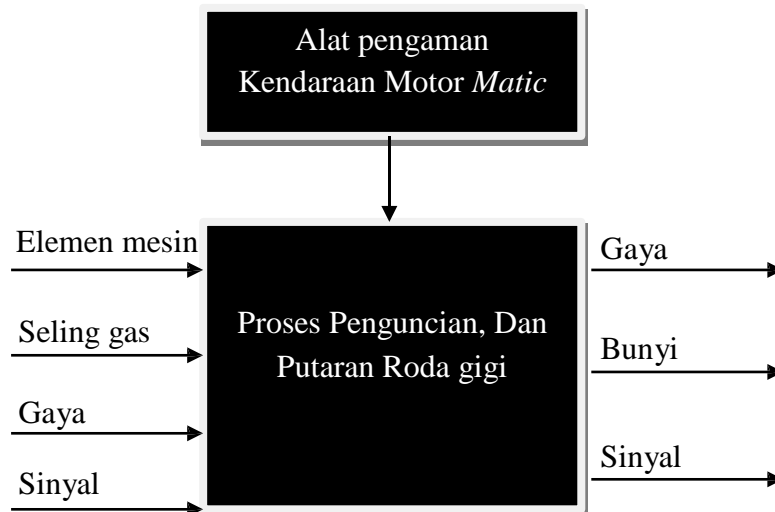 Alat pengaman
Kendaraan Motor Matic
Elemen mesin
Seling gas
Gaya
Sinyal
Proses Penguncian, Dan
Putaran Roda gigi
Gaya
Bunyi
Sinyal